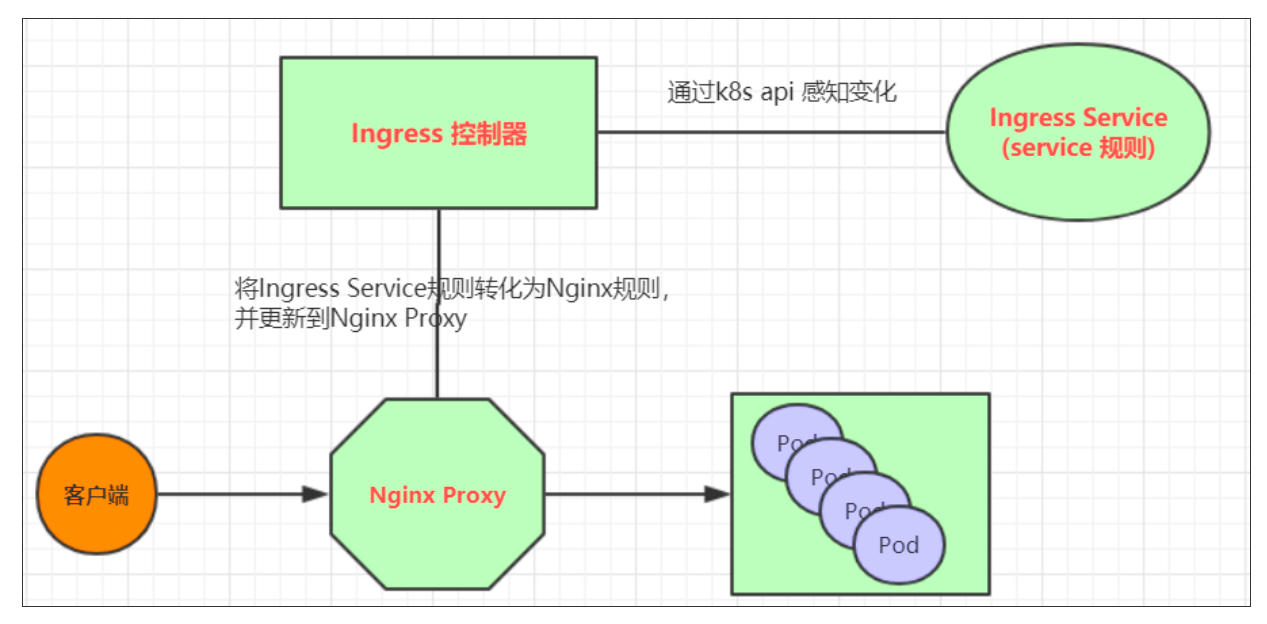 通过k8s api 感知变化
Ingress 控制器
Ingress Service
(service 规则)
将Ingress Service规则转化为Nginx规则，
并更新到Nginx Proxy
客户端
Nginx Proxy
Pod
Pod
Pod
Pod